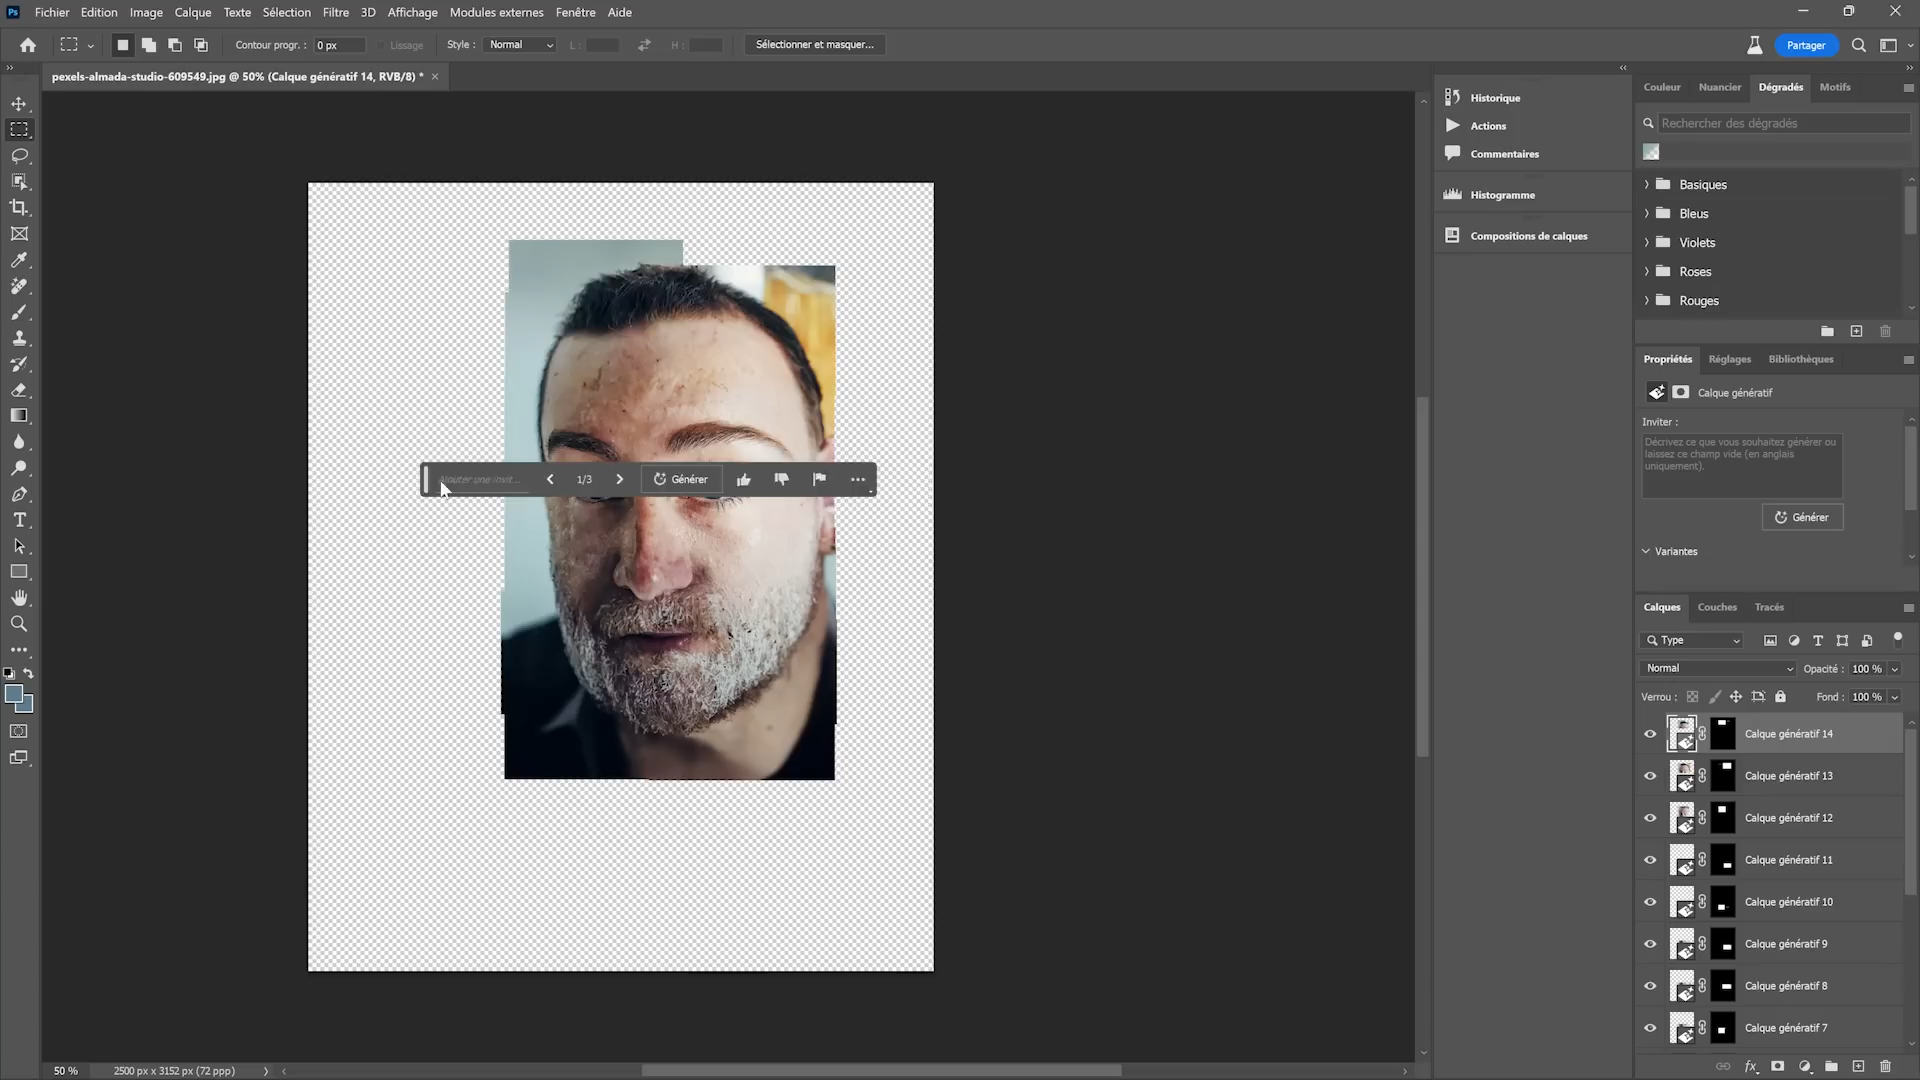 Ps Fichier Edition Image Calque Texte Sélection Filtre 3D Affichage Modules externes Fenêtre Aide
Contour progr. : 0 px Lissage Style : Normal L : H : Sélectionner et masquer... Partager
pexels-almada-studio-609549.jpg @ 50% (Calque génératif 14, RVB/8) * ×
Historique
Actions
Commentaires
Histogramme
Compositions de calques
Couleur Nuancier Dégradés Motifs
Rechercher des dégradés
Basiques
Bleus
Violets
Roses
Rouges
Propriétés Réglages Bibliothèques
Calque génératif
Inviter :
Décrivez ce que vous souhaitez générer ou
laissez ce champ vide (en anglais
uniquement).
Générer
Variantes
Ajouter une invit... 1/3 Générer
Calques Couches Tracés
Type
Normal Opacité : 100 %
Verrou : Fond : 100 %
Calque génératif 14
Calque génératif 13
Calque génératif 12
Calque génératif 11
Calque génératif 10
Calque génératif 9
Calque génératif 8
Calque génératif 7
fx
50 % 2500 px x 3152 px (72 ppp)